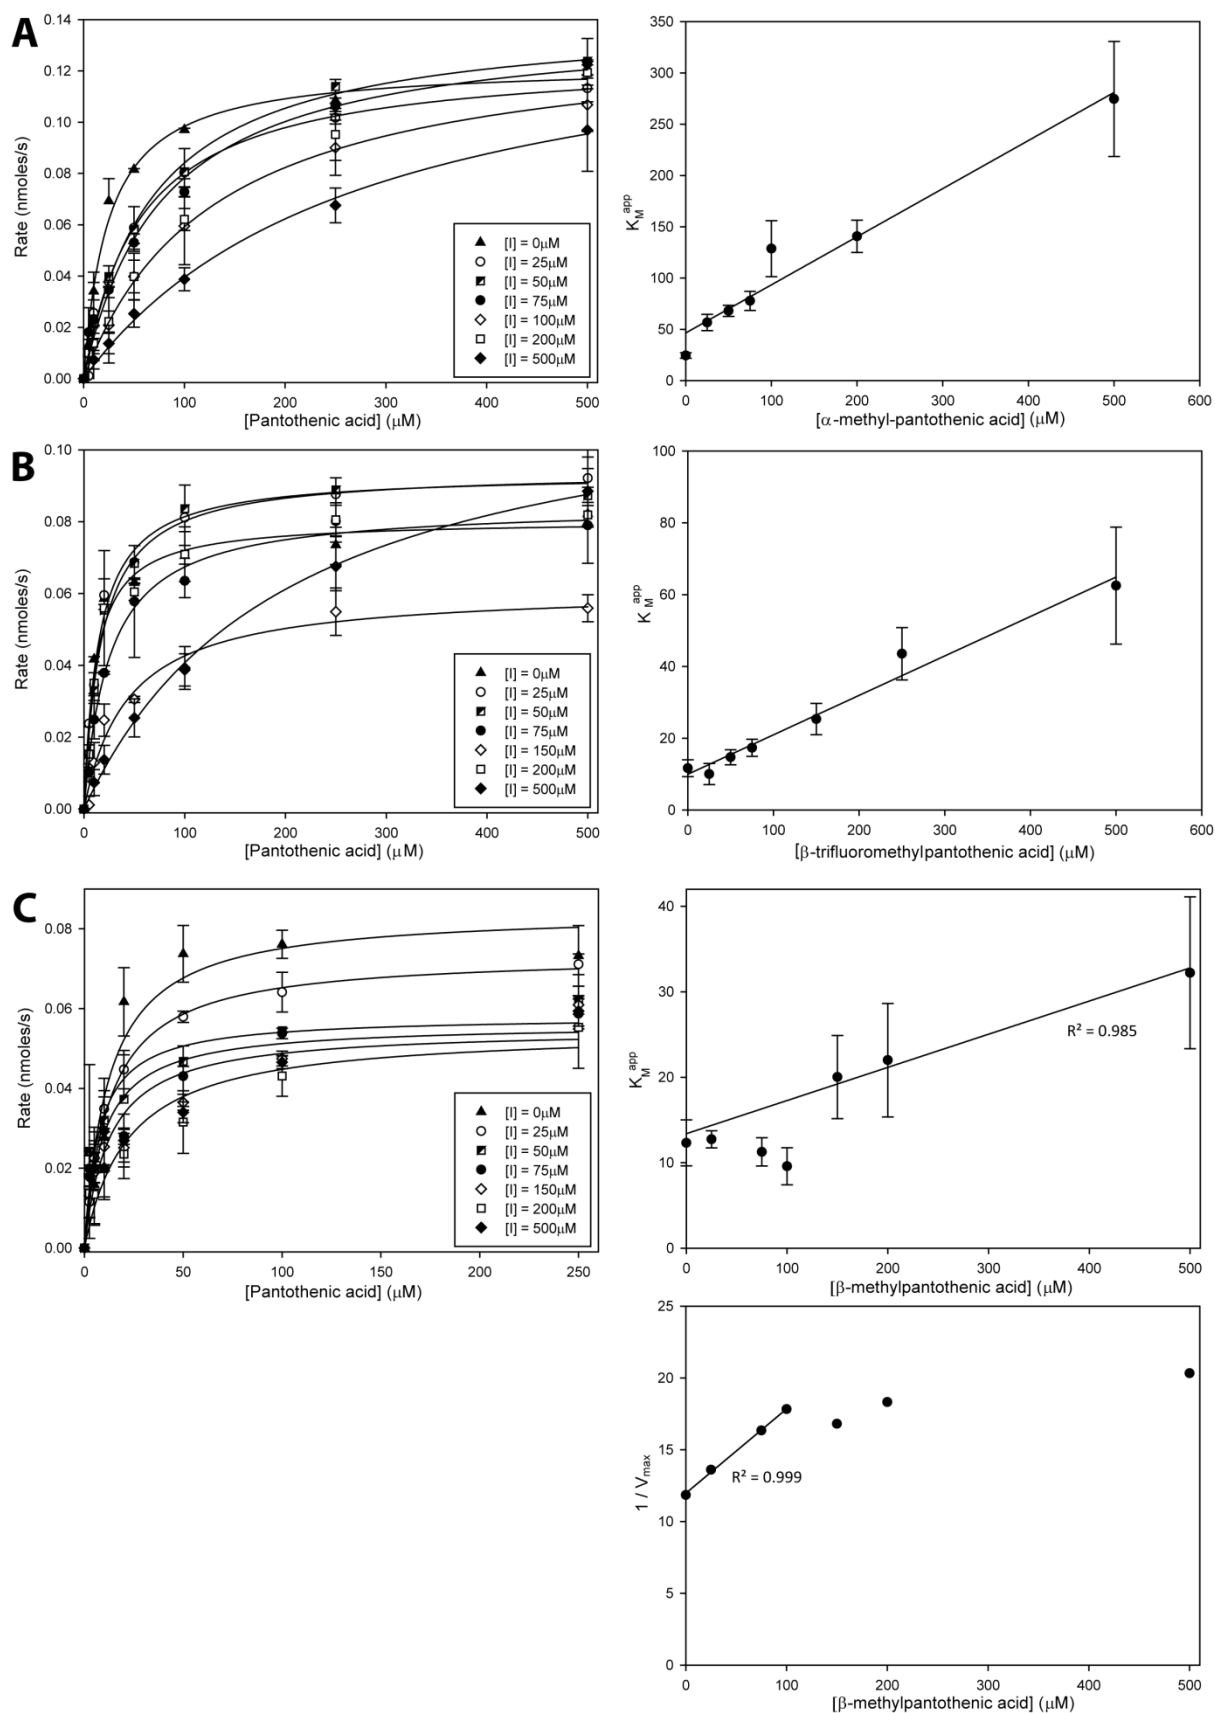 A
0.14
0.12
0.10
0.08
0.06
0.04
0.02
0.00
Rate (nmoles/s)
0
100
200
300
400
500
[Pantothenic acid] (μM)
[I] = 0μM
[I] = 25μM
[I] = 50μM
[I] = 75μM
[I] = 100μM
[I] = 200μM
[I] = 500μM
350
300
250
200
150
100
50
0
K_M^app
0
100
200
300
400
500
600
[α-methyl-pantothenic acid] (μM)
B
0.10
0.08
0.06
0.04
0.02
0.00
Rate (nmoles/s)
0
100
200
300
400
500
[Pantothenic acid] (μM)
[I] = 0μM
[I] = 25μM
[I] = 50μM
[I] = 75μM
[I] = 150μM
[I] = 200μM
[I] = 500μM
100
80
60
40
20
0
K_M^app
0
100
200
300
400
500
600
[β-trifluoromethylpantothenic acid] (μM)
C
0.08
0.06
0.04
0.02
0.00
Rate (nmoles/s)
0
50
100
150
200
250
[Pantothenic acid] (μM)
[I] = 0μM
[I] = 25μM
[I] = 50μM
[I] = 75μM
[I] = 150μM
[I] = 200μM
[I] = 500μM
40
30
20
10
0
K_M^app
R² = 0.985
0
100
200
300
400
500
[β-methylpantothenic acid] (μM)
25
20
15
10
5
0
1 / V_max
R² = 0.999
0
100
200
300
400
500
[β-methylpantothenic acid] (μM)